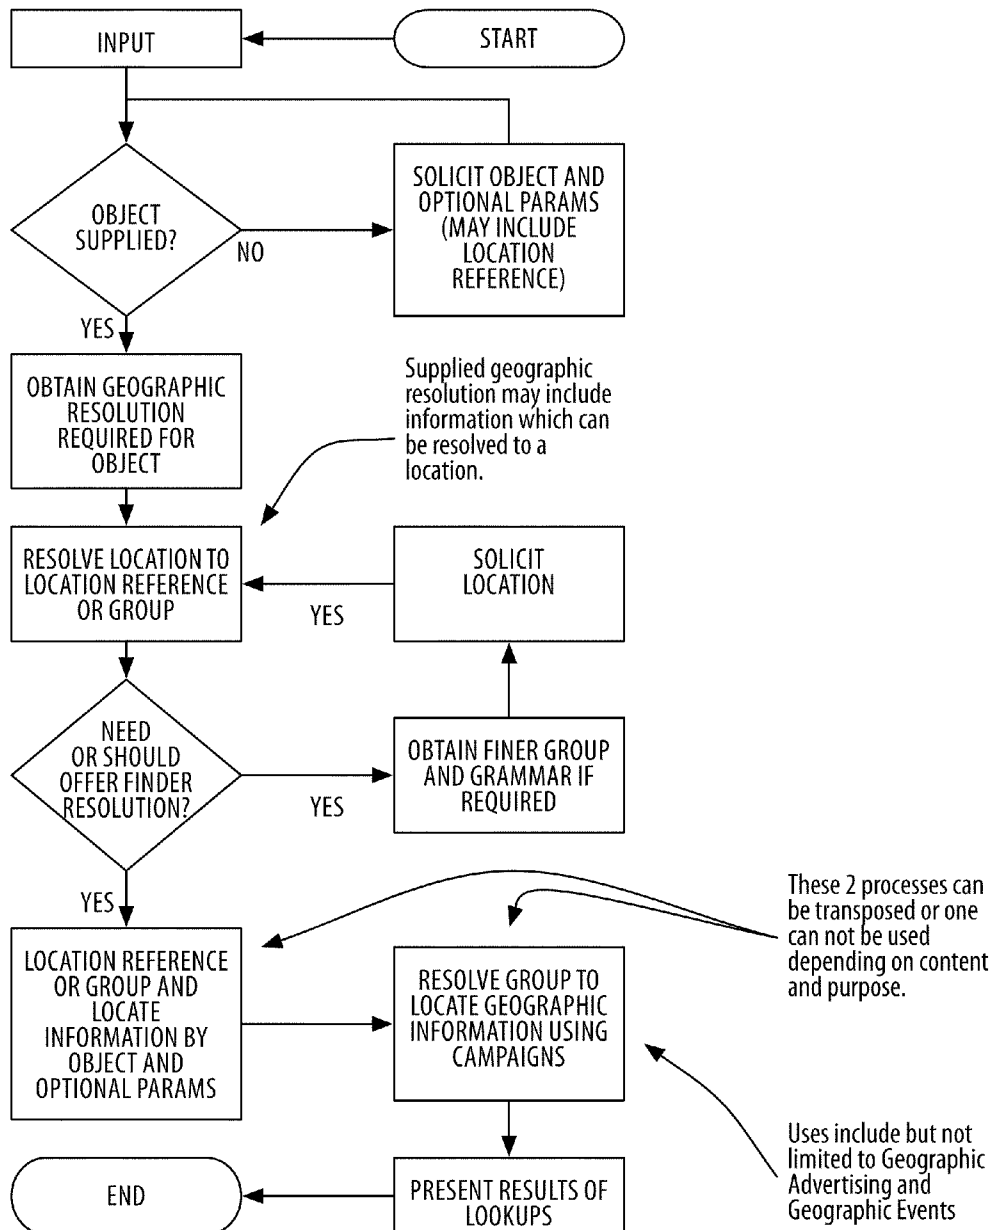 INPUT
START
OBJECT
SUPPLIED?
NO
SOLICIT OBJECT AND
OPTIONAL PARAMS
(MAY INCLUDE
LOCATION
REFERENCE)
YES
OBTAIN GEOGRAPHIC
RESOLUTION
REQUIRED FOR
OBJECT
Supplied geographic
resolution may include
information which can
be resolved to a
location.
RESOLVE LOCATION TO
LOCATION REFERENCE
OR GROUP
YES
SOLICIT
LOCATION
NEED
OR SHOULD
OFFER FINDER
RESOLUTION?
YES
OBTAIN FINER GROUP
AND GRAMMAR IF
REQUIRED
YES
LOCATION REFERENCE
OR GROUP AND
LOCATE
INFORMATION BY
OBJECT AND
OPTIONAL PARAMS
RESOLVE GROUP TO
LOCATE GEOGRAPHIC
INFORMATION USING
CAMPAIGNS
These 2 processes can
be transposed or one
can not be used
depending on content
and purpose.
Uses include but not
limited to Geographic
Advertising and
Geographic Events
END
PRESENT RESULTS OF
LOOKUPS